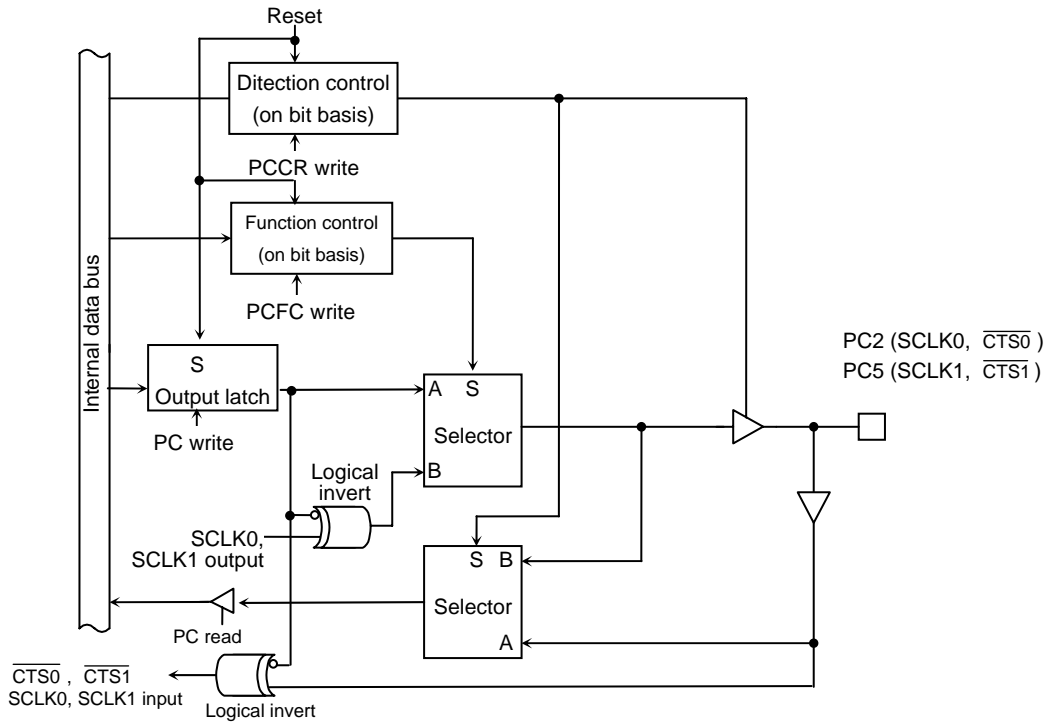 Reset
Ditection control
(on bit basis)
PCCR write
Function control
(on bit basis)
PCFC write
Internal data bus
S
Output latch
PC write
A S
Selector
B
PC2 (SCLK0, CTS0 )
PC5 (SCLK1, CTS1 )
Logical
invert
SCLK0,
SCLK1 output
S B
Selector
A
PC read
CTS0 , CTS1
SCLK0, SCLK1 input
Logical invert